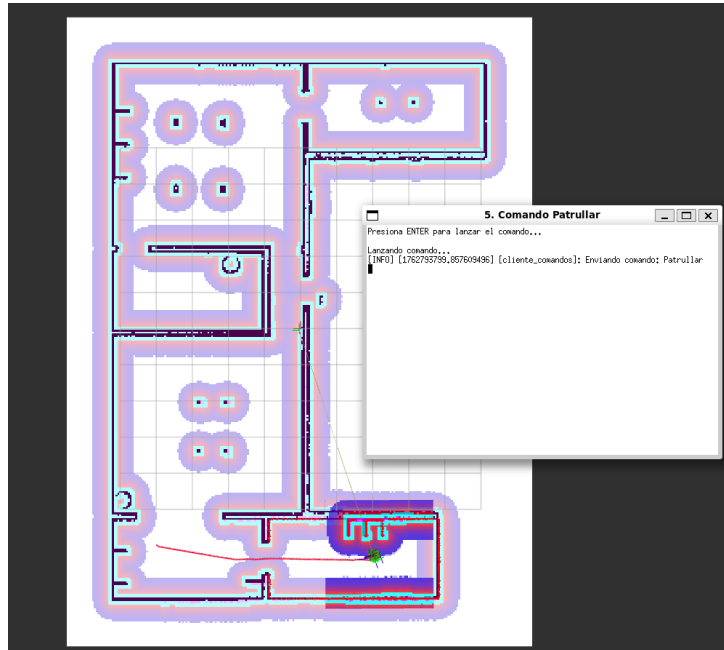 5. Comando Patrullar
Presiona ENTER para lanzar el comando...
Lanzando comando...
[INFO] [1762793799.857609496] [cliente_comandos]: Enviando comando: Patrullar